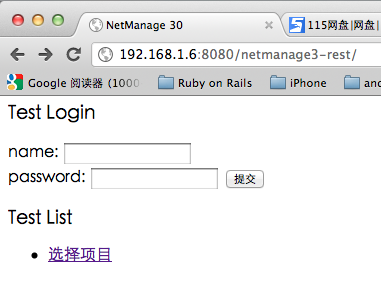 NetManage 30
115网盘|网盘|
192.168.1.6:8080/netmanage3-rest/
Google 阅读器 (1000
Ruby on Rails
iPhone
and
Test Login
name:
password:
提交
Test List
选择项目